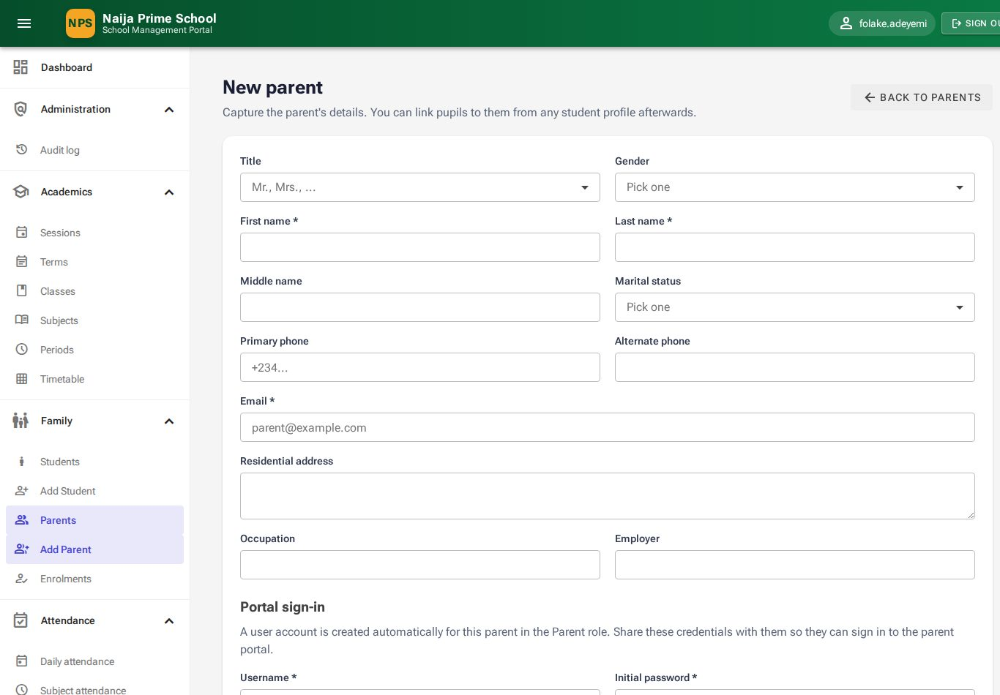 NPS
Naija Prime School
School Management Portal
folake.adeyemi
SIGN OU
Dashboard
Administration
Audit log
Academics
Sessions
Terms
Classes
Subjects
Periods
Timetable
Family
Students
Add Student
Parents
Add Parent
Enrolments
Attendance
Daily attendance
Subject attendance
New parent
Capture the parent's details. You can link pupils to them from any student profile afterwards.
BACK TO PARENTS
Title
Gender
Mr., Mrs., ...
Pick one
First name *
Last name *
Middle name
Marital status
Pick one
Primary phone
Alternate phone
+234...
Email *
parent@example.com
Residential address
Occupation
Employer
Portal sign-in
A user account is created automatically for this parent in the Parent role. Share these credentials with them so they can sign in to the parent
portal.
Username *
Initial password *